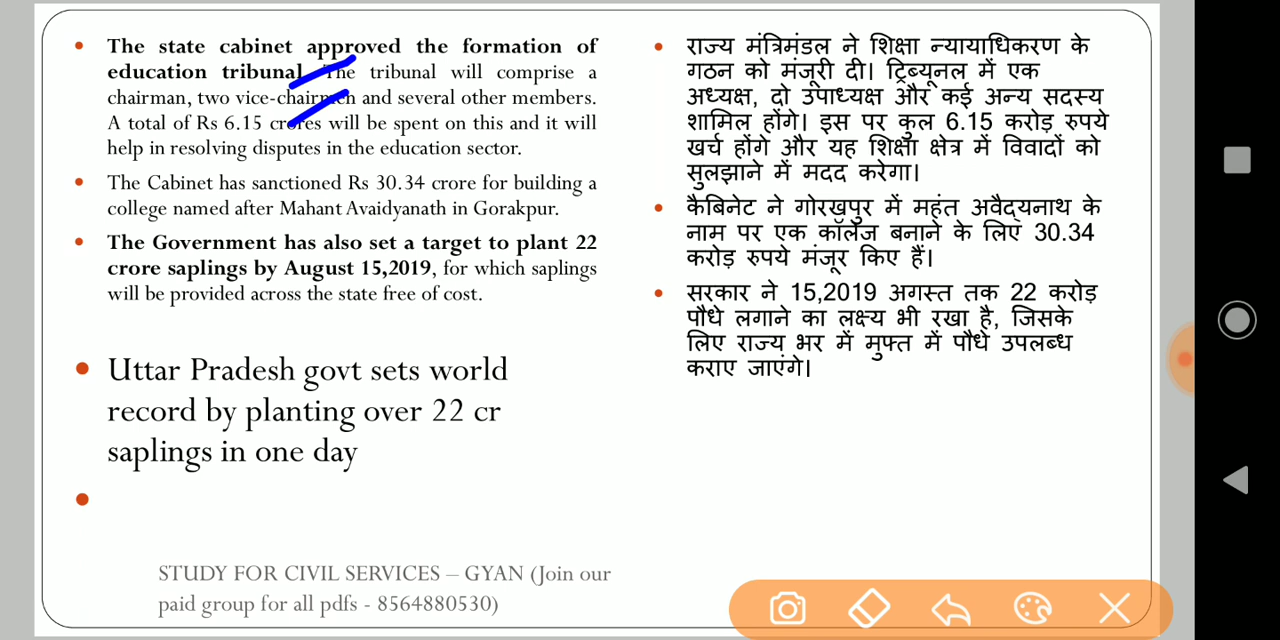 The state cabinet approved the formation of
education tribunal. The tribunal will comprise a
chairman, two vice-chairmen and several other members.
A total of Rs 6.15 crores will be spent on this and it will
help in resolving disputes in the education sector.
The Cabinet has sanctioned Rs 30.34 crore for building a
college named after Mahant Avaidyanath in Gorakpur.
The Government has also set a target to plant 22
crore saplings by August 15,2019, for which saplings
will be provided across the state free of cost.
Uttar Pradesh govt sets world
record by planting over 22 cr
saplings in one day
राज्य मंत्रिमंडल ने शिक्षा न्यायाधिकरण के
गठन को मंजूरी दी। ट्रिब्यूनल में एक
अध्यक्ष, दो उपाध्यक्ष और कई अन्य सदस्य
शामिल होंगे। इस पर कुल 6.15 करोड़ रुपये
खर्च होंगे और यह शिक्षा क्षेत्र में विवादों को
सुलझाने में मदद करेगा।
कैबिनेट ने गोरखपुर में महंत अवैद्यनाथ के
नाम पर एक कॉलेज बनाने के लिए 30.34
करोड़ रुपये मंजूर किए हैं।
सरकार ने 15,2019 अगस्त तक 22 करोड़
पौधे लगाने का लक्ष्य भी रखा है, जिसके
लिए राज्य भर में मुफ्त में पौधे उपलब्ध
कराए जाएंगे।
STUDY FOR CIVIL SERVICES – GYAN (Join our
paid group for all pdfs - 8564880530)